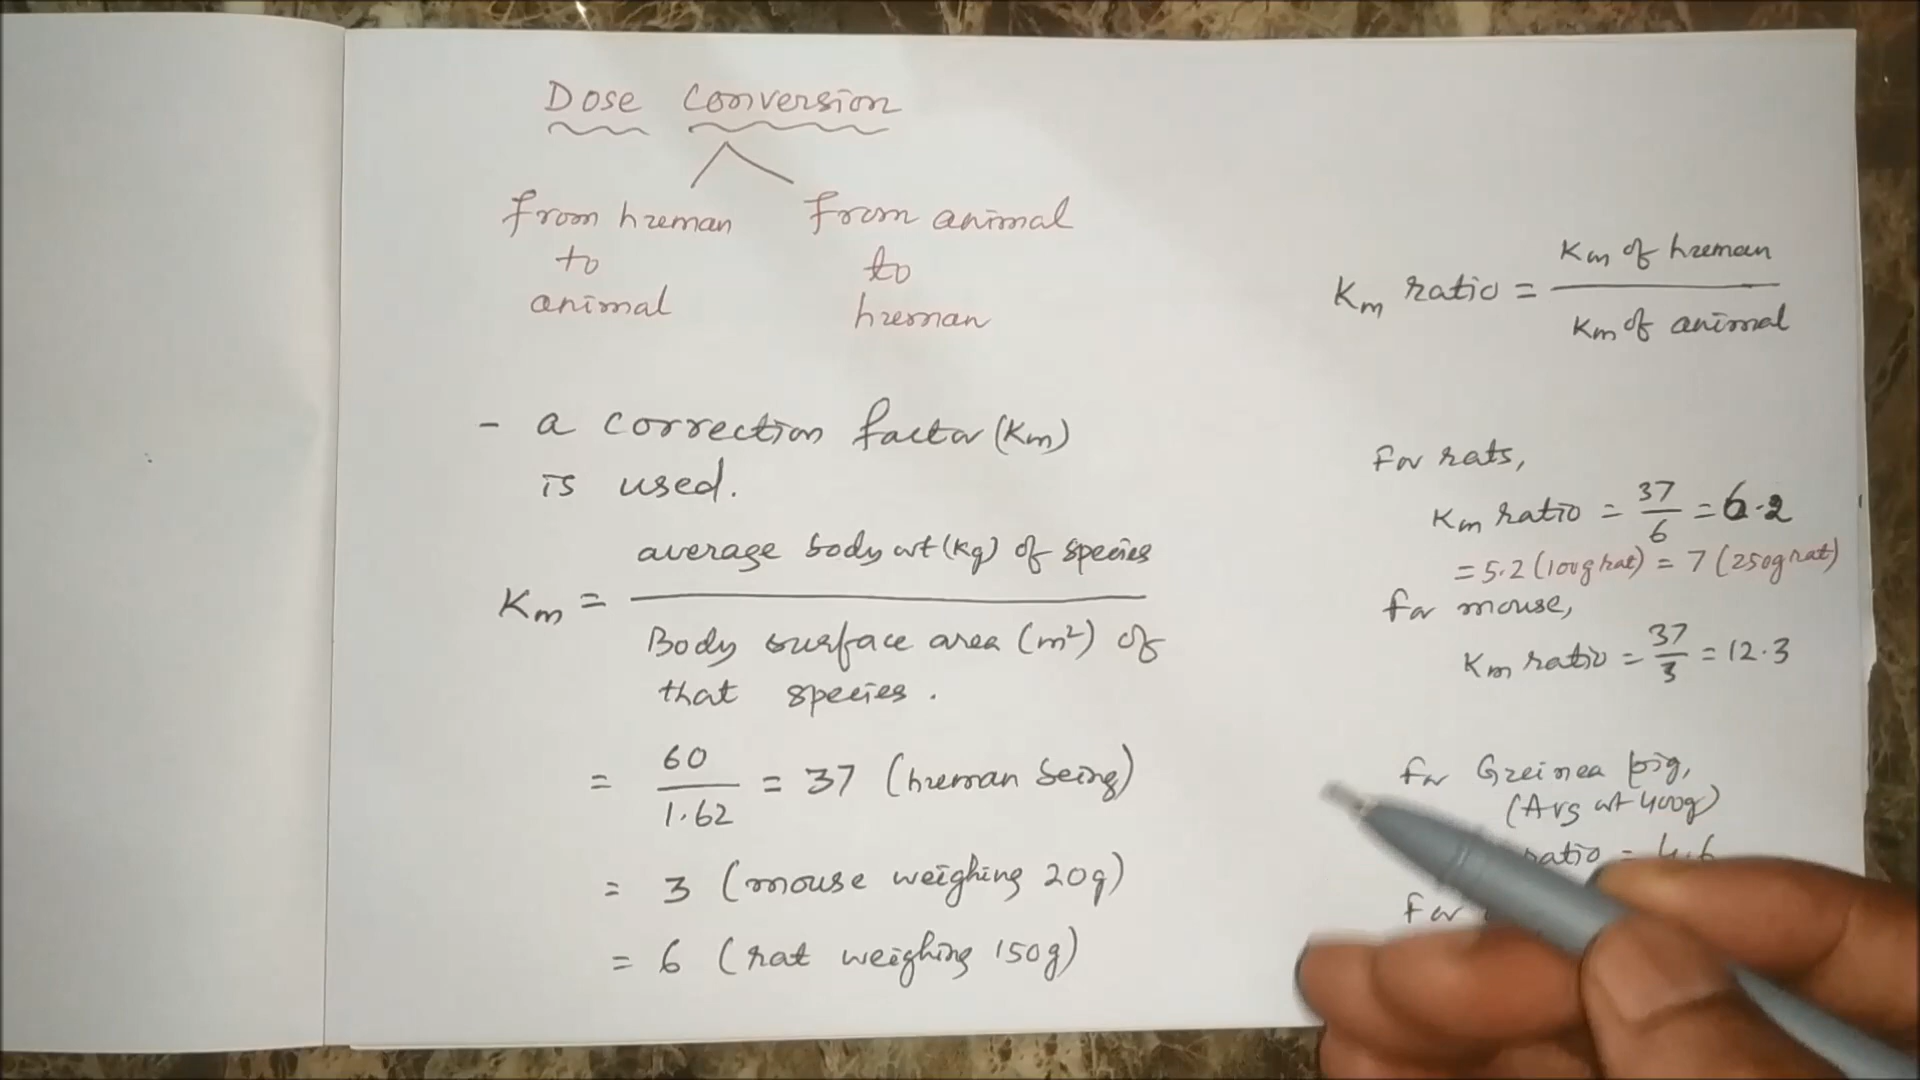 Dose Conversion
from human
to
animal
from animal
to
human
- a correction factor (Km)
is used.
Km = average body wt (kg) of species
Body surface area (m²) of
that species.
= 60 / 1.62 = 37 (human being)
= 3 (mouse weighing 20g)
= 6 (rat weighing 150g)
Km ratio = Km of human
Km of animal
For rats,
Km ratio = 37 / 6 = 6.2
= 5.2 (100g rat) = 7 (250g rat)
for mouse,
Km ratio = 37 / 3 = 12.3
for Guinea pig,
(Avg wt 400g)
ratio = 4.6
for